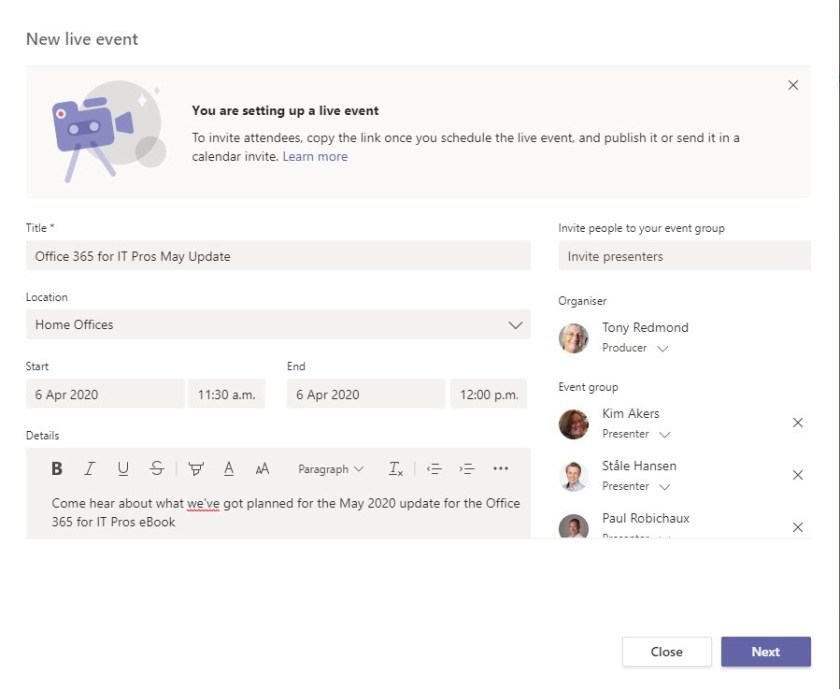 New live event
You are setting up a live event
To invite attendees, copy the link once you schedule the live event, and publish it or send it in a
calendar invite. Learn more
Title *
Office 365 for IT Pros May Update
Location
Home Offices
Start
End
6 Apr 2020
11:30 a.m.
6 Apr 2020
12:00 p.m.
Details
B I U S A AA Paragraph Tx
Come hear about what we've got planned for the May 2020 update for the Office
365 for IT Pros eBook
Invite people to your event group
Invite presenters
Organiser
Tony Redmond
Producer
Event group
Kim Akers
Presenter
Ståle Hansen
Presenter
Paul Robichaux
Presenter
Close
Next